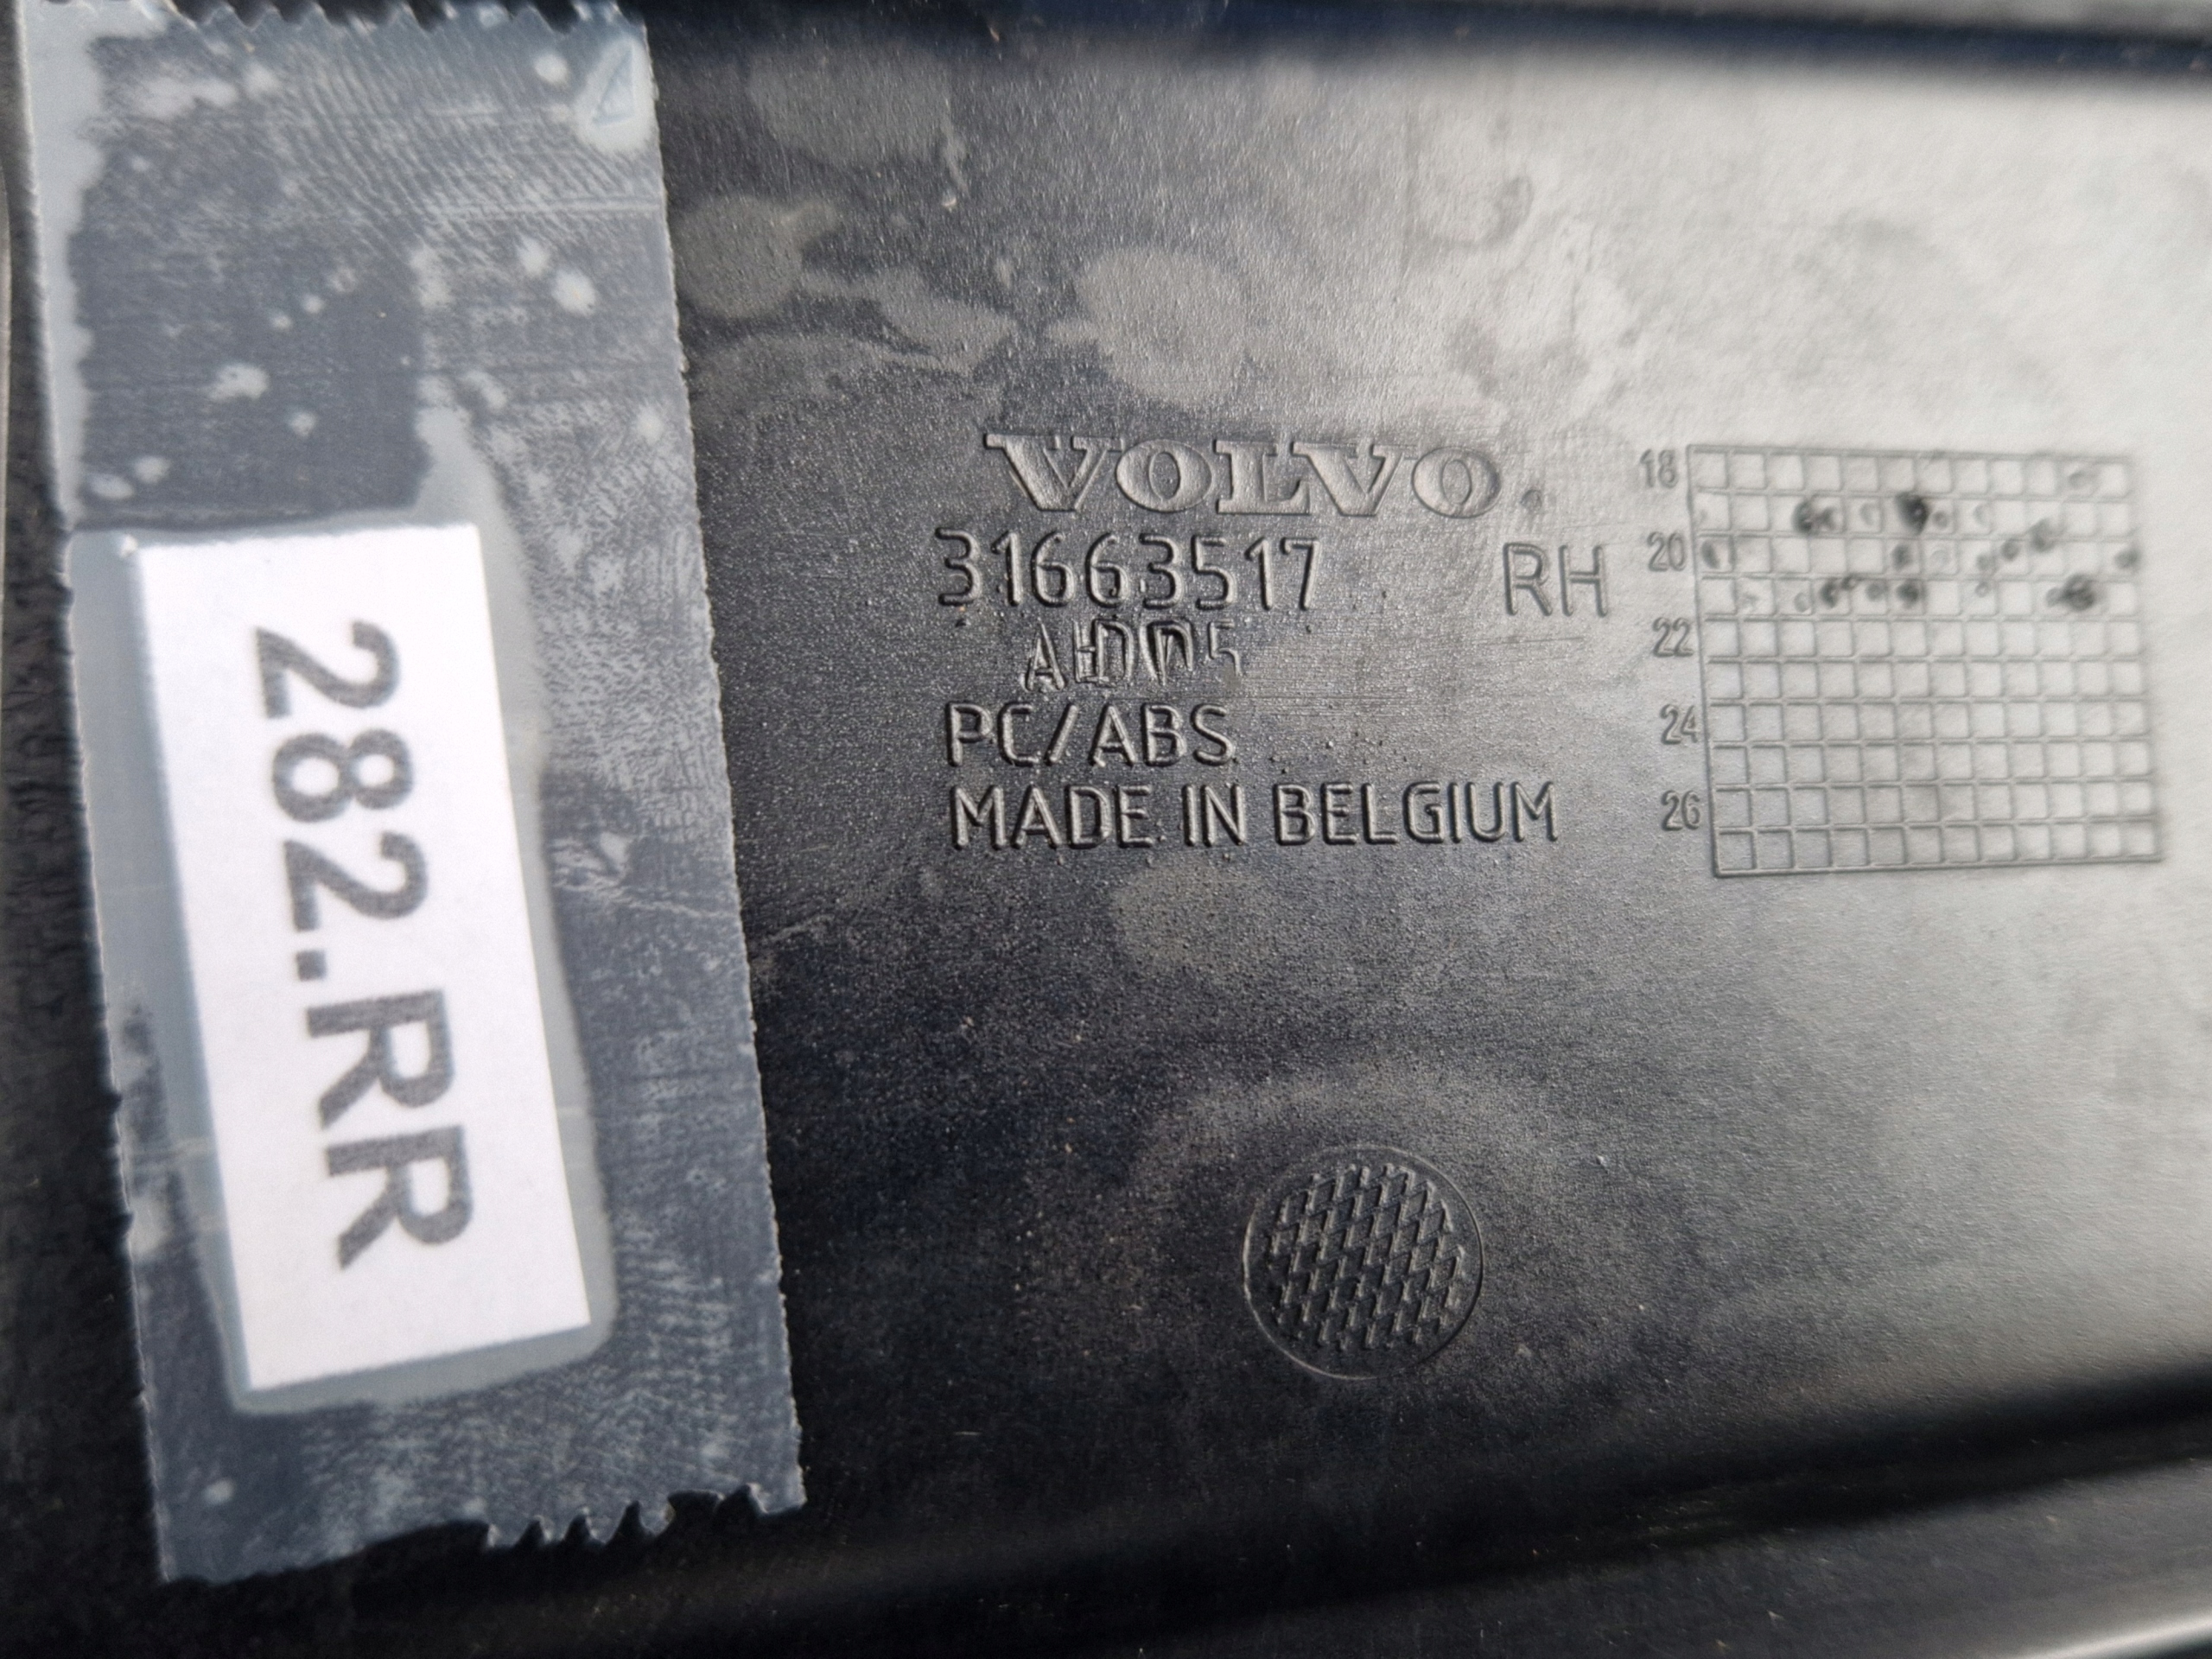 282.RR
VOLVO
31663517 RH
PC/ABS
MADE IN BELGIUM
18
20
22
24
26